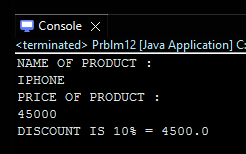 Console
<terminated> Prblm12 [Java Application] C:
NAME OF PRODUCT :
IPHONE
PRICE OF PRODUCT :
45000
DISCOUNT IS 10% = 4500.0